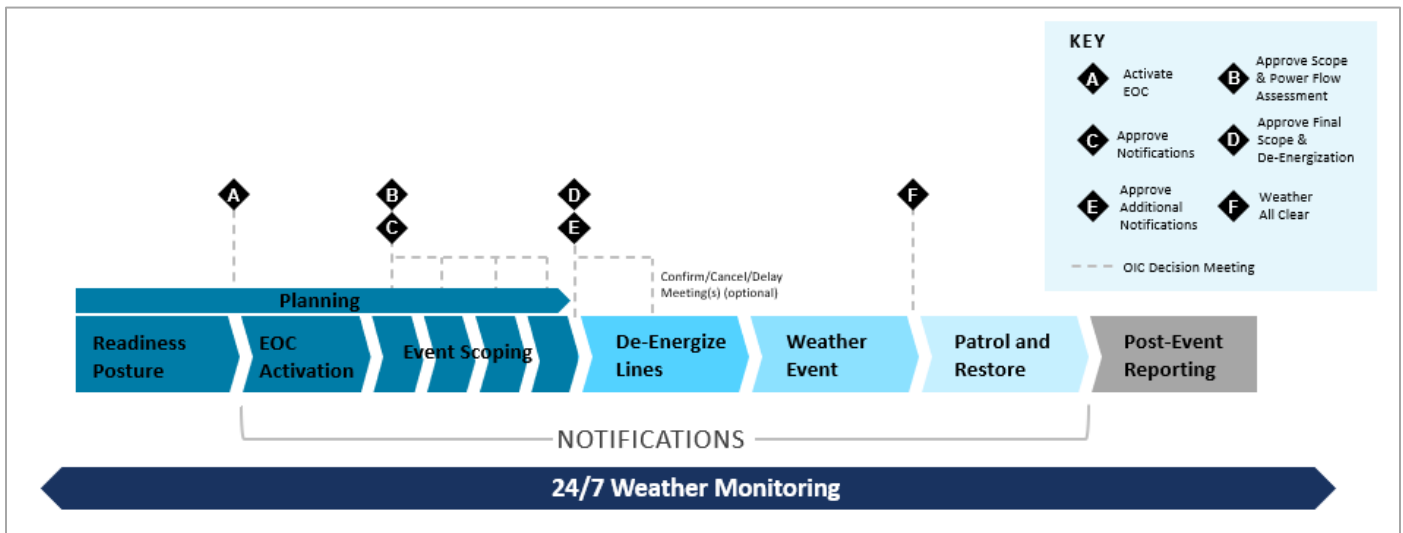 KEY
A
Activate
EOC
B
Approve Scope
& Power Flow
Assessment
C
Approve
Notifications
D
Approve Final
Scope &
De-Energization
E
Approve
Additional
Notifications
F
Weather
All Clear
OIC Decision Meeting
A
B
C
D
E
F
Confirm/Cancel/Delay
Meeting(s) (optional)
Planning
Readiness
Posture
EOC
Activation
Event Scoping
De-Energize
Lines
Weather
Event
Patrol and
Restore
Post-Event
Reporting
NOTIFICATIONS
24/7 Weather Monitoring